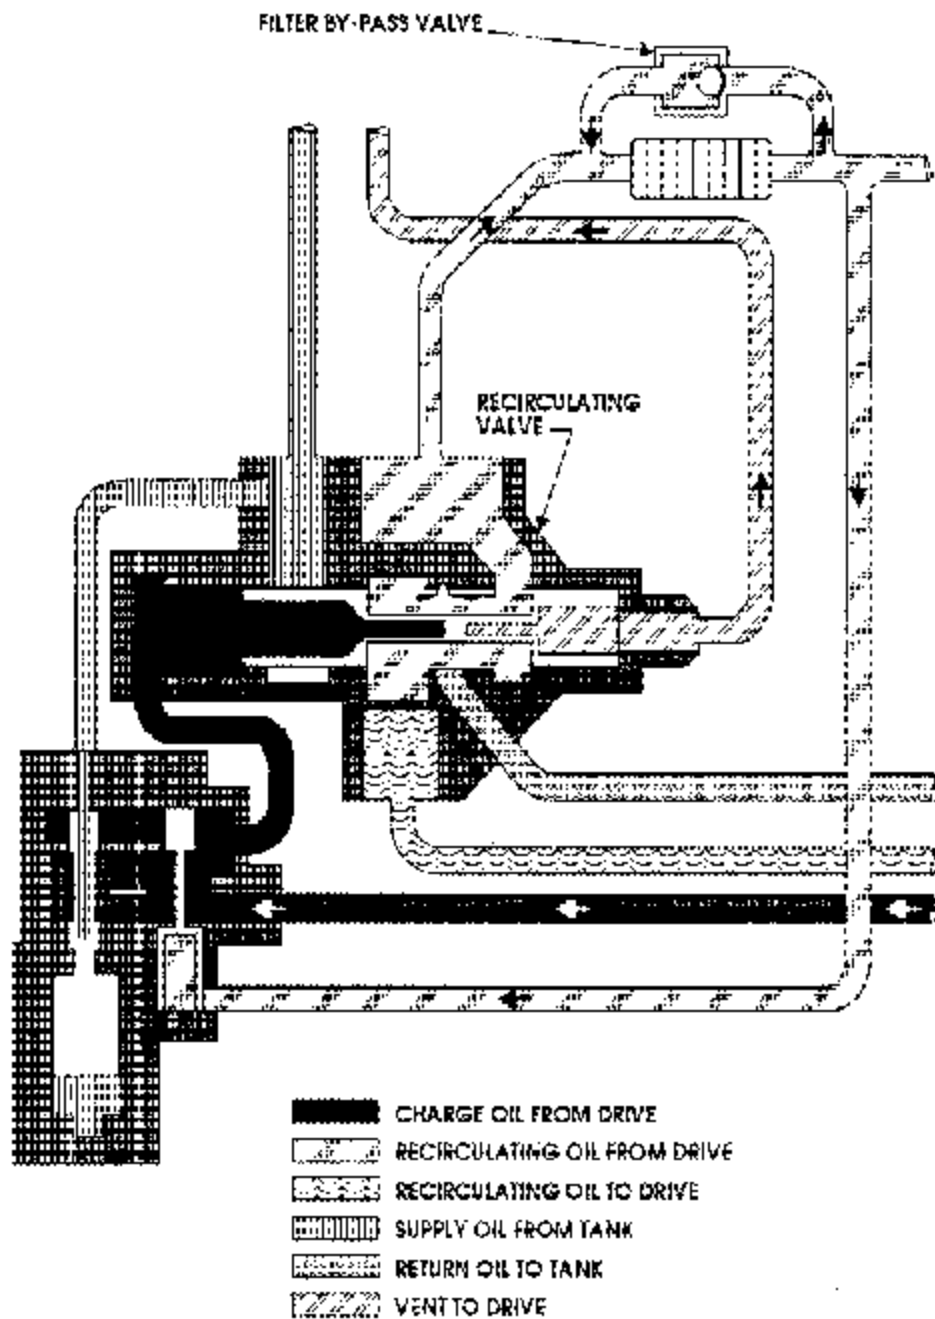 FILTER BY-PASS VALVE
RECIRCULATING
VALVE
CHARGE OIL FROM DRIVE
RECIRCULATING OIL FROM DRIVE
RECIRCULATING OIL TO DRIVE
SUPPLY OIL FROM TANK
RETURN OIL TO TANK
VENT TO DRIVE